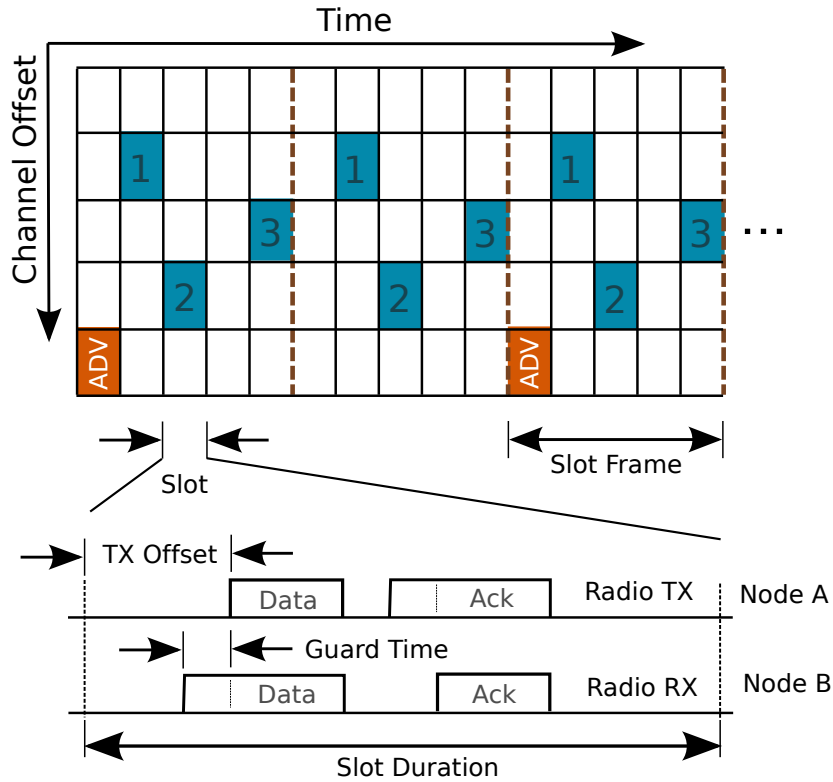 Time
Channel Offset
1 1 1
3 3 3 ...
2 2 2
ADV ADV
Slot Slot Frame
TX Offset
Data Ack Radio TX Node A
Guard Time
Data Ack Radio RX Node B
Slot Duration